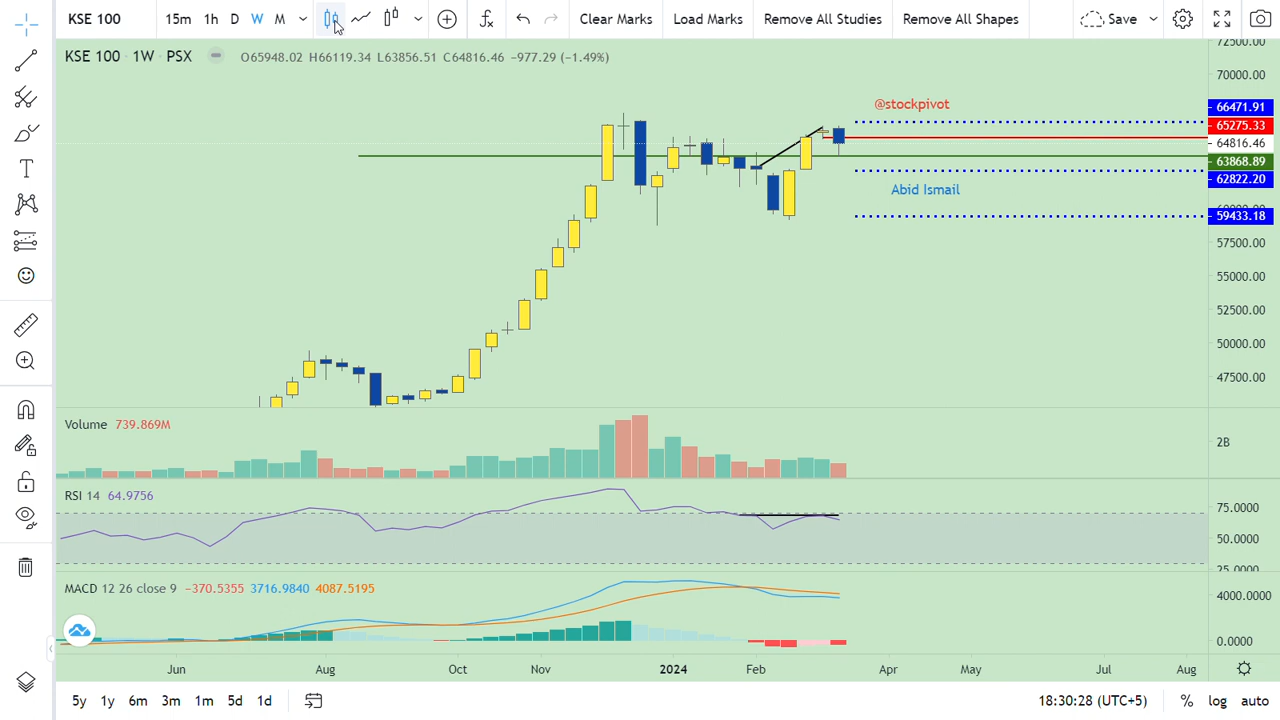 KSE 100 15m 1h D W M Clear Marks Load Marks Remove All Studies Remove All Shapes Save
KSE 100 · 1W · PSX O65948.02 H66119.34 L63856.51 C64816.46 −977.29 (−1.49%)
72500.00
70000.00
@stockpivot
66471.91
65275.33
64816.46
63868.89
62822.20
Abid Ismail
59433.18
57500.00
55000.00
52500.00
50000.00
47500.00
Volume 739.869M
2B
RSI 14 64.9756
75.0000
50.0000
25.0000
MACD 12 26 close 9 −370.5355 3716.9840 4087.5195
4000.0000
0.0000
Jun Aug Oct Nov 2024 Feb Apr May Jul Aug
5y 1y 6m 3m 1m 5d 1d 18:30:28 (UTC+5) % log auto